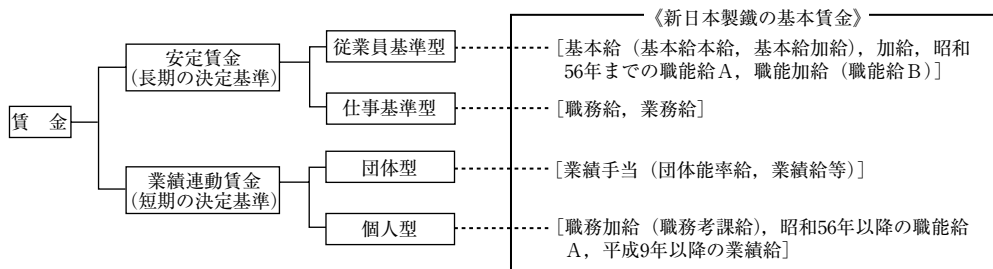 《新日本製鐵の基本賃金》
賃　金
安定賃金
（長期の決定基準）
従業員基準型
［基本給（基本給本給，基本給加給），加給，昭和
56年までの職能給Ａ，職能加給（職能給Ｂ）］
仕事基準型
［職務給，業務給］
業績連動賃金
（短期の決定基準）
団体型
［業績手当（団体能率給，業績給等）］
個人型
［職務加給（職務考課給），昭和56年以降の職能給
Ａ，平成9年以降の業績給］